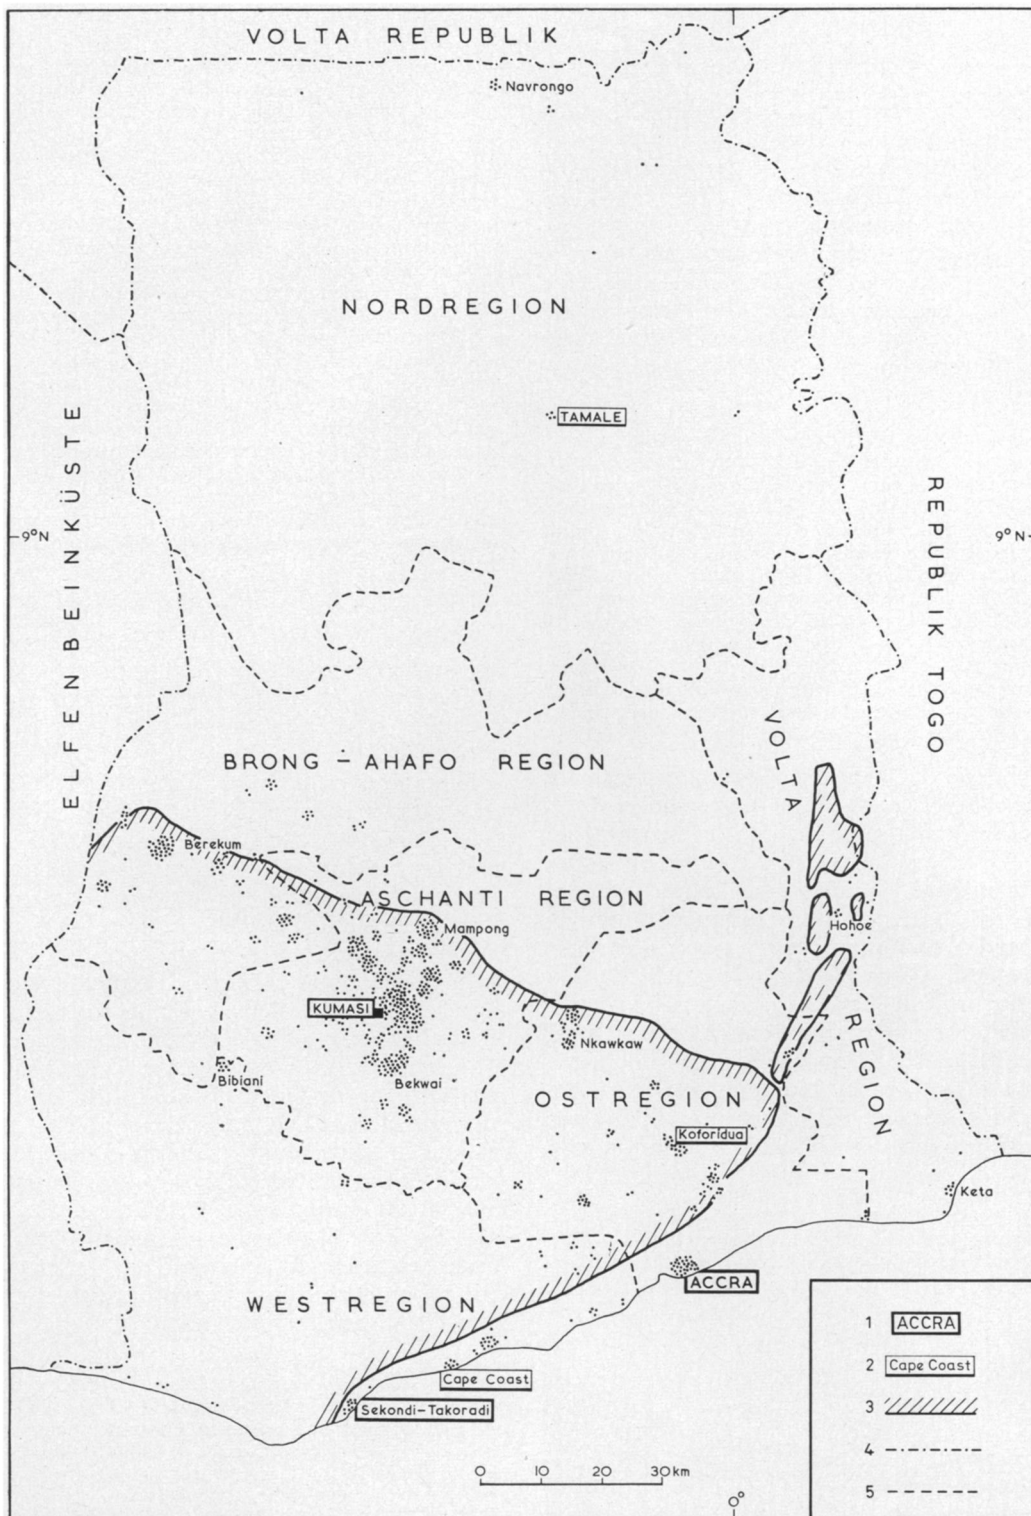 VOLTA REPUBLIK
Navrongo
NORDREGION
TAMALE
ELFENBEINKÜSTE
REPUBLIK TOGO
9°N
9°N
BRONG – AHAFO REGION
VOLTA REGION
Berekum
ASCHANTI REGION
Mampong
Hohoe
KUMASI
Nkawkaw
Bibiani
Bekwai
OSTREGION
Koforidua
Keta
ACCRA
WESTREGION
Cape Coast
Sekondi–Takoradi
0 10 20 30km
0°
1 ACCRA
2 Cape Coast
3
4
5